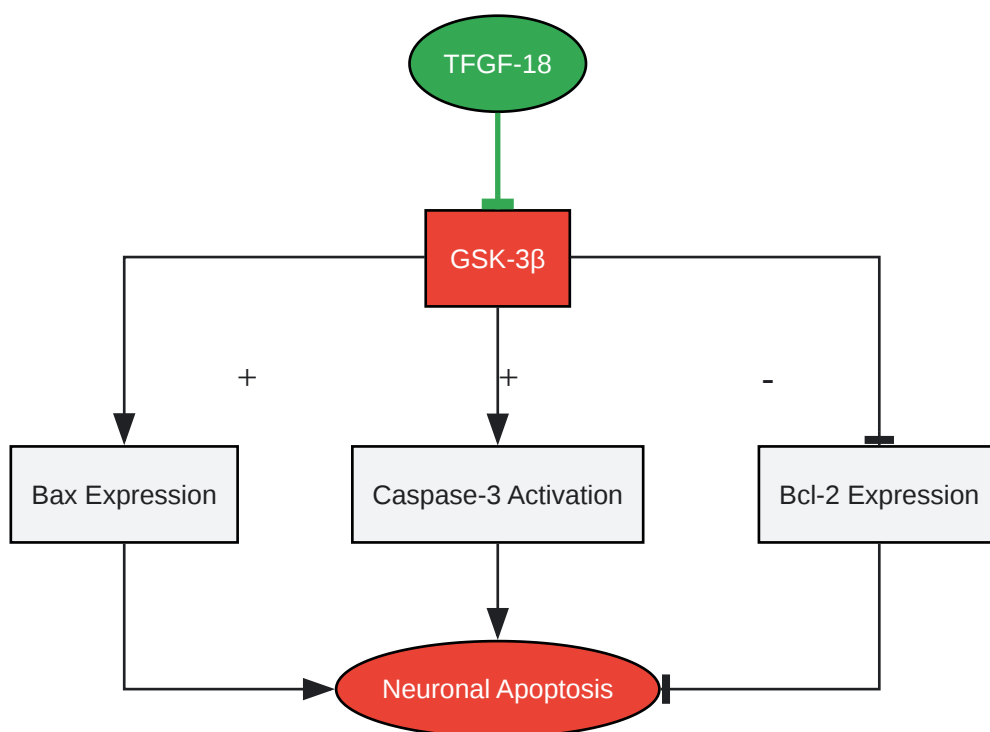 TFGF-18
GSK-3β
+
+
-
Bax Expression
Caspase-3 Activation
Bcl-2 Expression
Neuronal Apoptosis